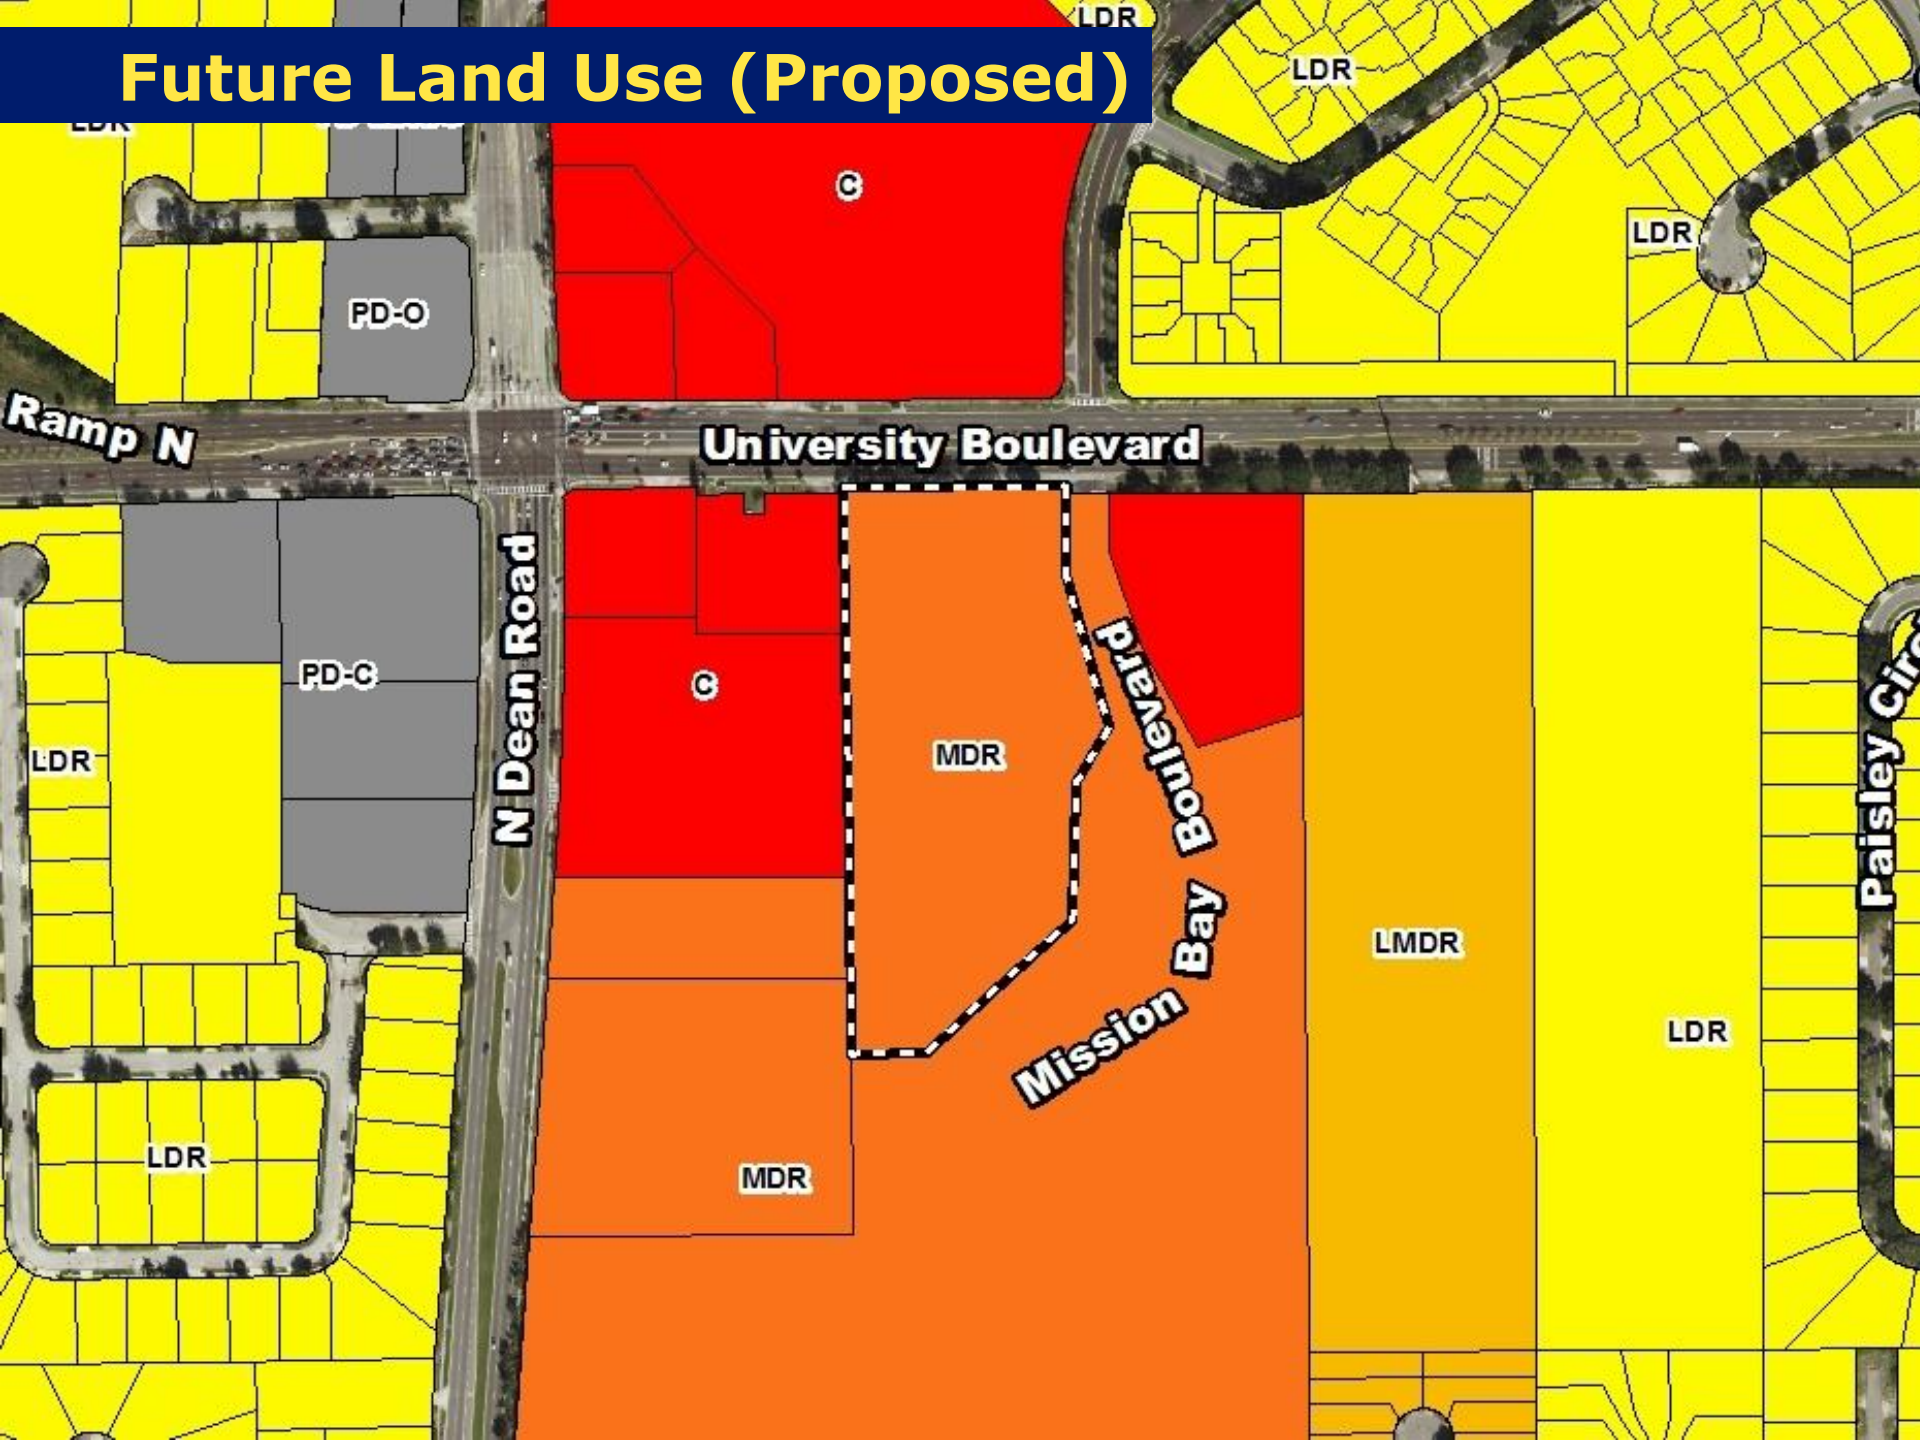 LDR
Future Land Use (Proposed)
LDR
LDR
C
LDR
PD-O
Ramp N
University Boulevard
N Dean Road
PD-C
C
MDR
LDR
Mission Bay Boulevard
LMDR
LDR
Paisley
MDR
LDR